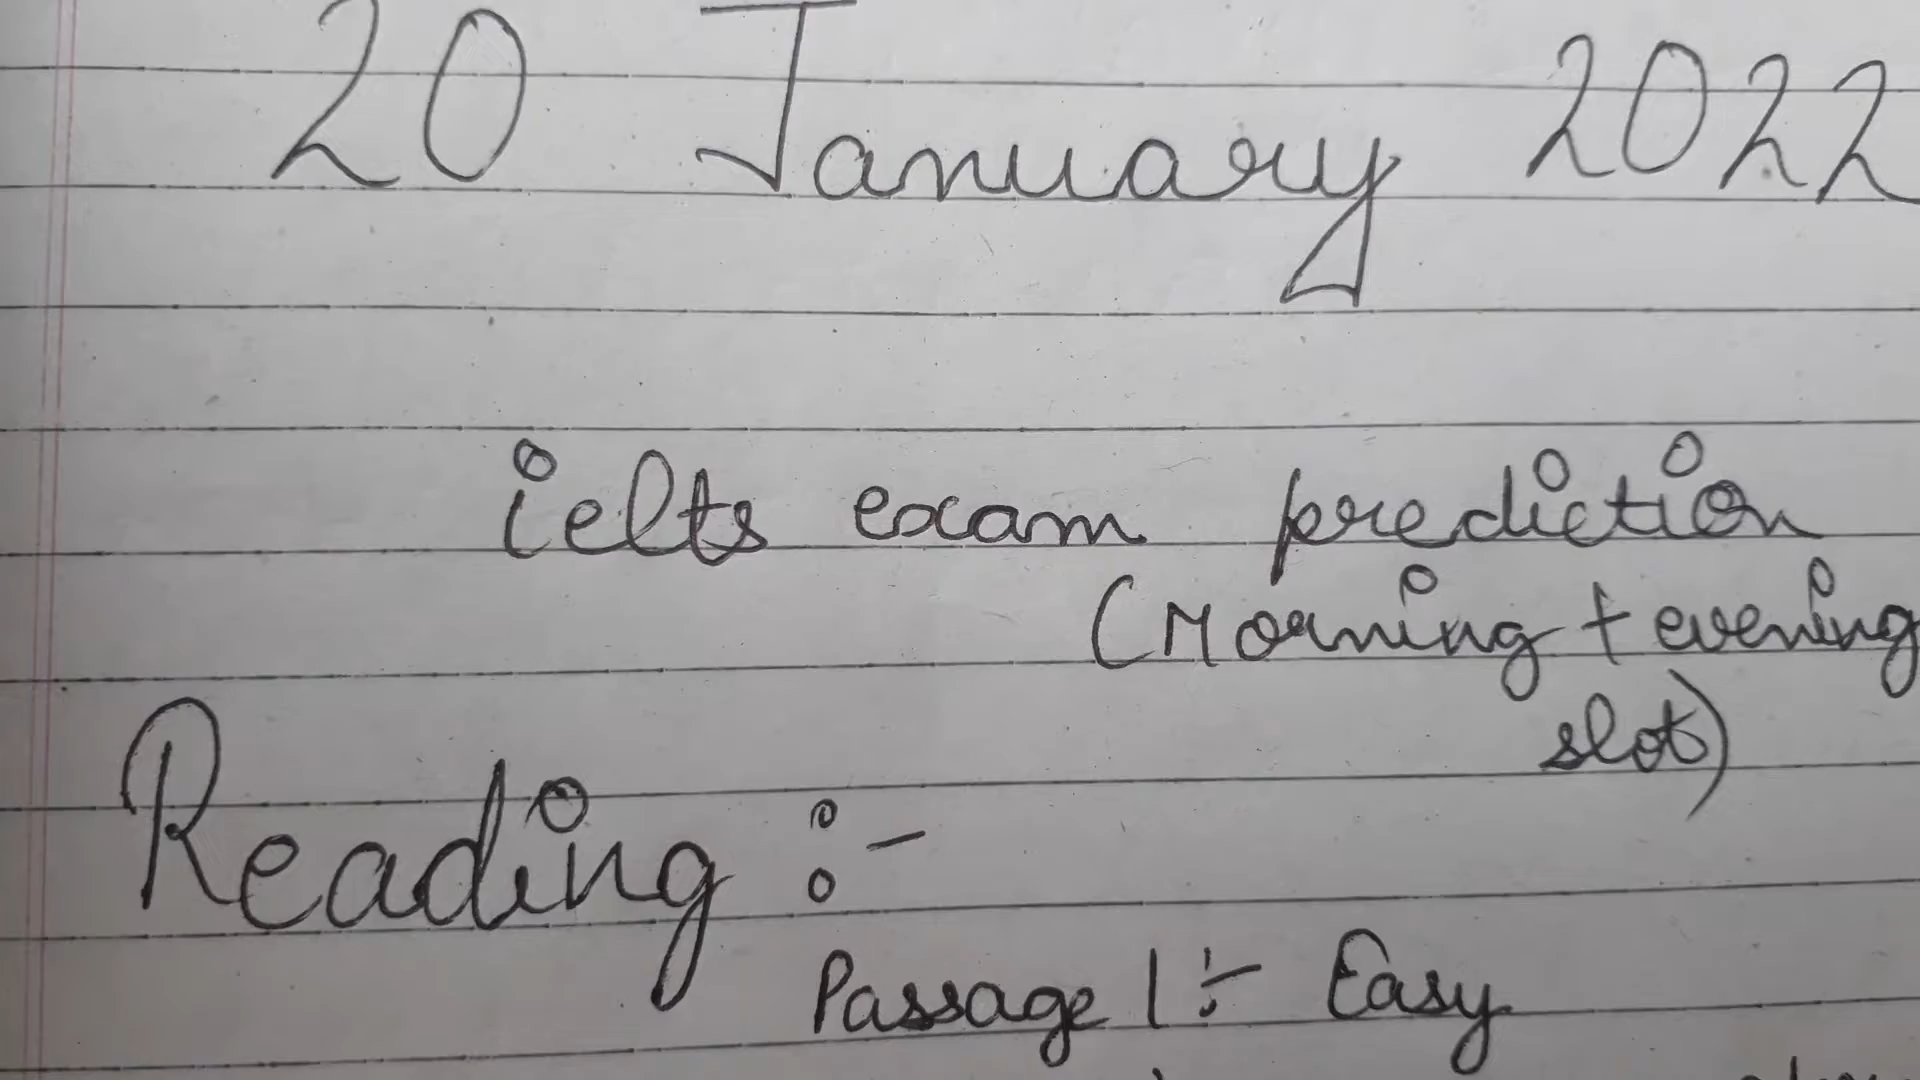 20 January 2022
ielts exam prediction
(Morning + evening
slot)
Reading :-
Passage 1 :- Easy